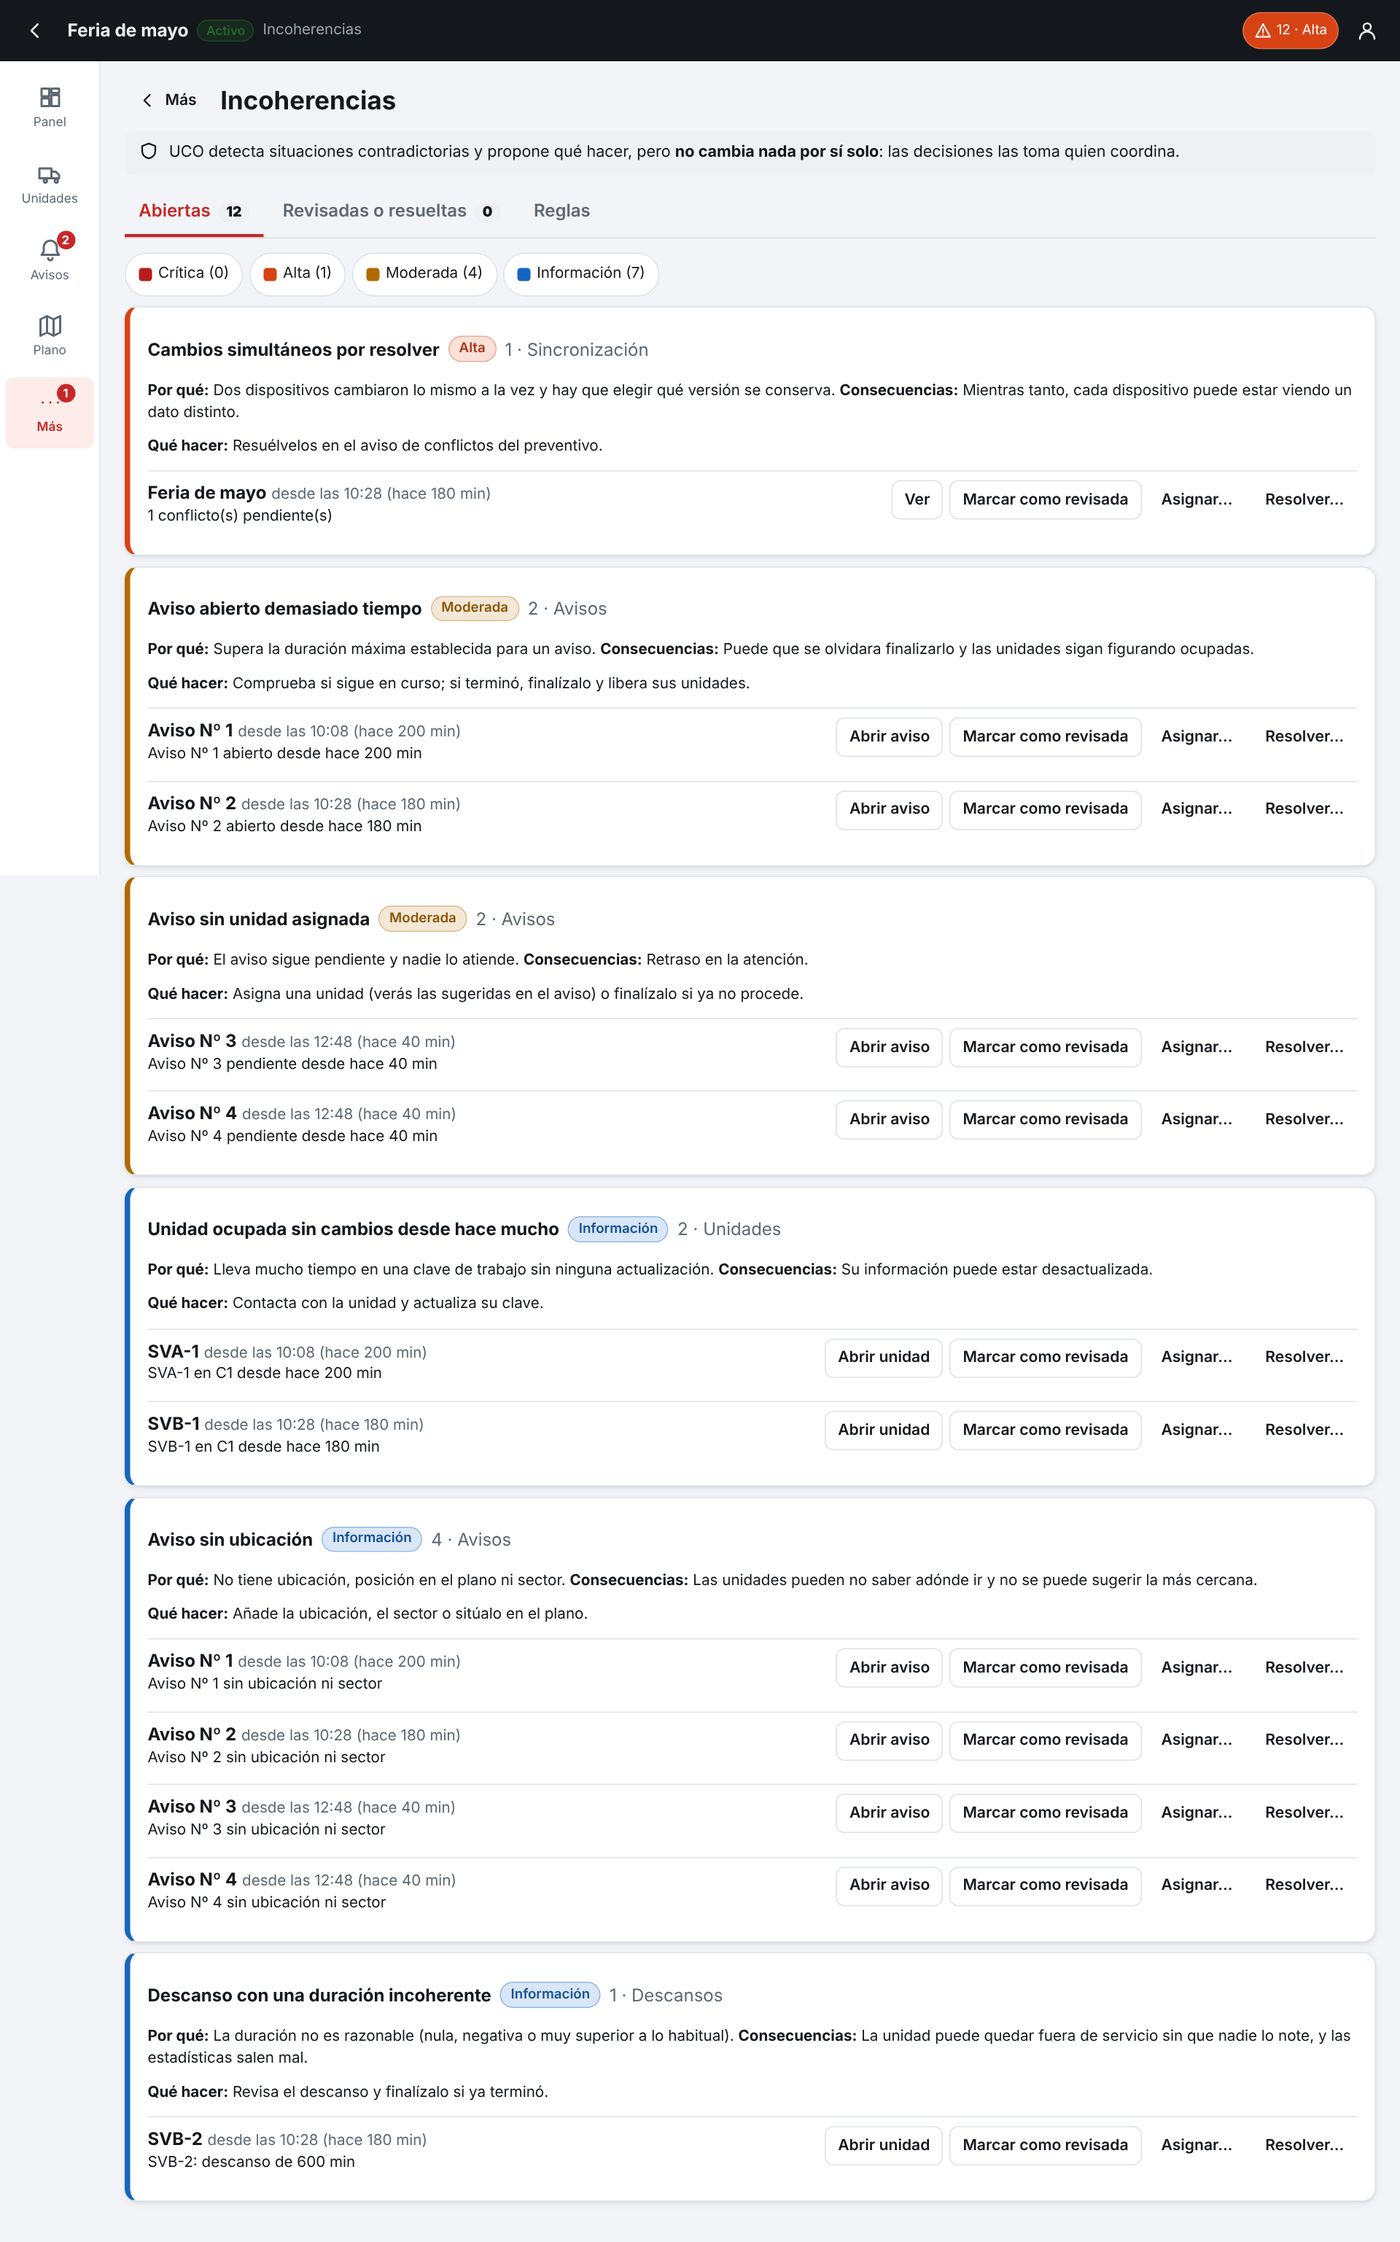 Feria de mayo Activo Incoherencias 12 · Alta
Panel
Unidades
2
Avisos
Plano
1
Más
Más Incoherencias
UCO detecta situaciones contradictorias y propone qué hacer, pero no cambia nada por sí solo: las decisiones las toma quien coordina.
Abiertas 12 Revisadas o resueltas 0 Reglas
Crítica (0) Alta (1) Moderada (4) Información (7)
Cambios simultáneos por resolver Alta 1 · Sincronización
Por qué: Dos dispositivos cambiaron lo mismo a la vez y hay que elegir qué versión se conserva. Consecuencias: Mientras tanto, cada dispositivo puede estar viendo un
dato distinto.
Qué hacer: Resuélvelos en el aviso de conflictos del preventivo.
Feria de mayo desde las 10:28 (hace 180 min)
1 conflicto(s) pendiente(s)
Ver Marcar como revisada Asignar... Resolver...
Aviso abierto demasiado tiempo Moderada 2 · Avisos
Por qué: Supera la duración máxima establecida para un aviso. Consecuencias: Puede que se olvidara finalizarlo y las unidades sigan figurando ocupadas.
Qué hacer: Comprueba si sigue en curso; si terminó, finalízalo y libera sus unidades.
Aviso Nº 1 desde las 10:08 (hace 200 min)
Aviso Nº 1 abierto desde hace 200 min
Abrir aviso Marcar como revisada Asignar... Resolver...
Aviso Nº 2 desde las 10:28 (hace 180 min)
Aviso Nº 2 abierto desde hace 180 min
Abrir aviso Marcar como revisada Asignar... Resolver...
Aviso sin unidad asignada Moderada 2 · Avisos
Por qué: El aviso sigue pendiente y nadie lo atiende. Consecuencias: Retraso en la atención.
Qué hacer: Asigna una unidad (verás las sugeridas en el aviso) o finalízalo si ya no procede.
Aviso Nº 3 desde las 12:48 (hace 40 min)
Aviso Nº 3 pendiente desde hace 40 min
Abrir aviso Marcar como revisada Asignar... Resolver...
Aviso Nº 4 desde las 12:48 (hace 40 min)
Aviso Nº 4 pendiente desde hace 40 min
Abrir aviso Marcar como revisada Asignar... Resolver...
Unidad ocupada sin cambios desde hace mucho Información 2 · Unidades
Por qué: Lleva mucho tiempo en una clave de trabajo sin ninguna actualización. Consecuencias: Su información puede estar desactualizada.
Qué hacer: Contacta con la unidad y actualiza su clave.
SVA-1 desde las 10:08 (hace 200 min)
SVA-1 en C1 desde hace 200 min
Abrir unidad Marcar como revisada Asignar... Resolver...
SVB-1 desde las 10:28 (hace 180 min)
SVB-1 en C1 desde hace 180 min
Abrir unidad Marcar como revisada Asignar... Resolver...
Aviso sin ubicación Información 4 · Avisos
Por qué: No tiene ubicación, posición en el plano ni sector. Consecuencias: Las unidades pueden no saber adónde ir y no se puede sugerir la más cercana.
Qué hacer: Añade la ubicación, el sector o sitúalo en el plano.
Aviso Nº 1 desde las 10:08 (hace 200 min)
Aviso Nº 1 sin ubicación ni sector
Abrir aviso Marcar como revisada Asignar... Resolver...
Aviso Nº 2 desde las 10:28 (hace 180 min)
Aviso Nº 2 sin ubicación ni sector
Abrir aviso Marcar como revisada Asignar... Resolver...
Aviso Nº 3 desde las 12:48 (hace 40 min)
Aviso Nº 3 sin ubicación ni sector
Abrir aviso Marcar como revisada Asignar... Resolver...
Aviso Nº 4 desde las 12:48 (hace 40 min)
Aviso Nº 4 sin ubicación ni sector
Abrir aviso Marcar como revisada Asignar... Resolver...
Descanso con una duración incoherente Información 1 · Descansos
Por qué: La duración no es razonable (nula, negativa o muy superior a lo habitual). Consecuencias: La unidad puede quedar fuera de servicio sin que nadie lo note, y las
estadísticas salen mal.
Qué hacer: Revisa el descanso y finalízalo si ya terminó.
SVB-2 desde las 10:28 (hace 180 min)
SVB-2: descanso de 600 min
Abrir unidad Marcar como revisada Asignar... Resolver...